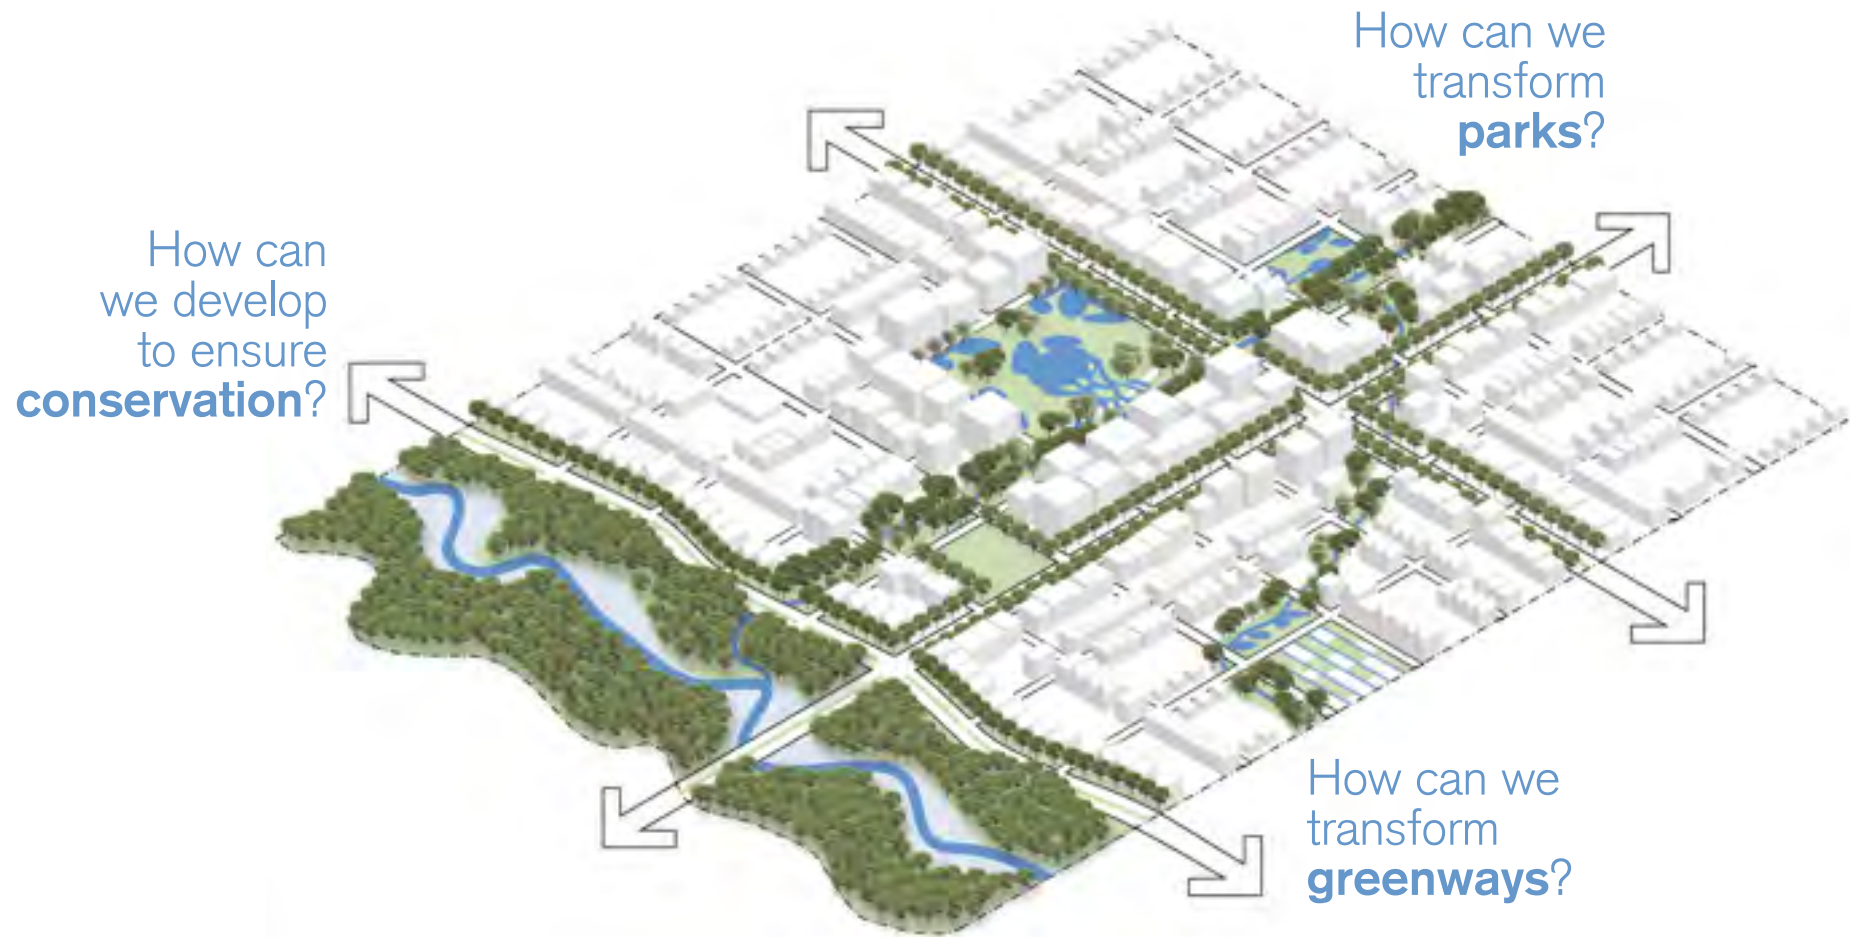 How can we
transform
parks?
How can
we develop
to ensure
conservation?
How can we
transform
greenways?